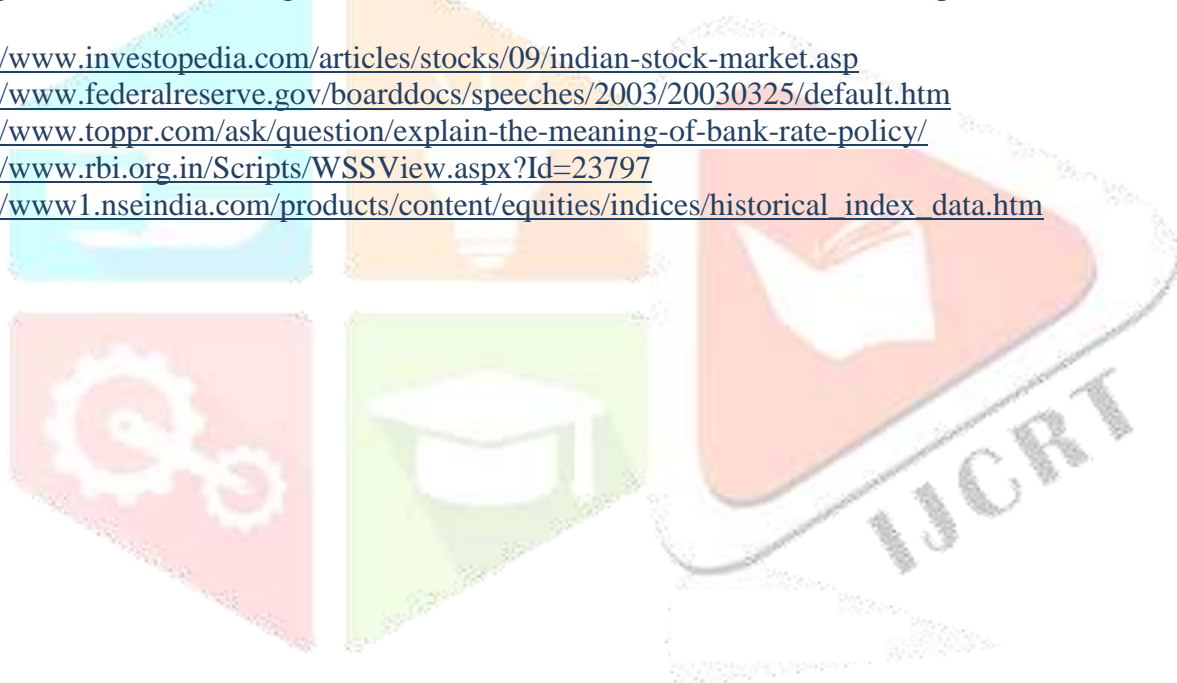 /www.investopedia.com/articles/stocks/09/indian-stock-market.asp
/www.federalreserve.gov/boarddocs/speeches/2003/20030325/default.htm
/www.toppr.com/ask/question/explain-the-meaning-of-bank-rate-policy/
/www.rbi.org.in/Scripts/WSSView.aspx?Id=23797
/www1.nseindia.com/products/content/equities/indices/historical_index_data.htm
IJCRT